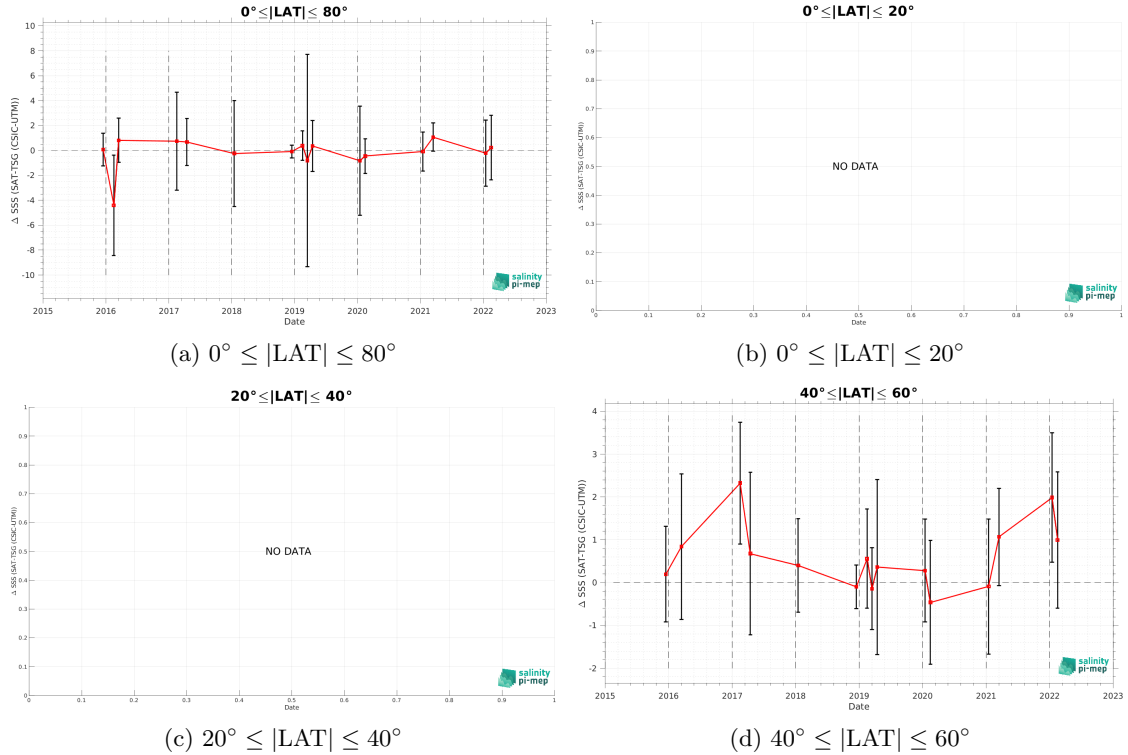 0°≤|LAT|≤ 80°
Δ SSS (SAT-TSG (CSIC-UTM))
10
8
6
4
2
0
-2
-4
-6
-8
-10
2015 2016 2017 2018 2019 2020 2021 2022 2023
Date
salinity
pi-mep
(a) 0° ≤ |LAT| ≤ 80°
0°≤|LAT|≤ 20°
Δ SSS (SAT-TSG (CSIC-UTM))
1
0.9
0.8
0.7
0.6
0.5
0.4
0.3
0.2
0.1
0
NO DATA
0 0.1 0.2 0.3 0.4 0.5 0.6 0.7 0.8 0.9 1
Date
salinity
pi-mep
(b) 0° ≤ |LAT| ≤ 20°
20°≤|LAT|≤ 40°
Δ SSS (SAT-TSG (CSIC-UTM))
1
0.9
0.8
0.7
0.6
0.5
0.4
0.3
0.2
0.1
0
NO DATA
0 0.1 0.2 0.3 0.4 0.5 0.6 0.7 0.8 0.9 1
Date
salinity
pi-mep
(c) 20° ≤ |LAT| ≤ 40°
40°≤|LAT|≤ 60°
Δ SSS (SAT-TSG (CSIC-UTM))
4
3
2
1
0
-1
-2
2015 2016 2017 2018 2019 2020 2021 2022 2023
Date
salinity
pi-mep
(d) 40° ≤ |LAT| ≤ 60°